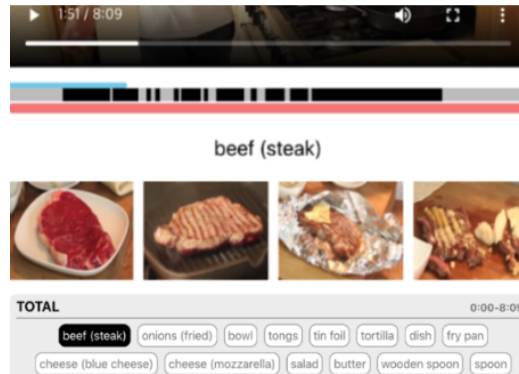 1:51 / 8:09
beef (steak)
TOTAL 0:00-8:09
beef (steak) onions (fried) bowl tongs tin foil tortilla dish fry pan
cheese (blue cheese) cheese (mozzarella) salad butter wooden spoon spoon